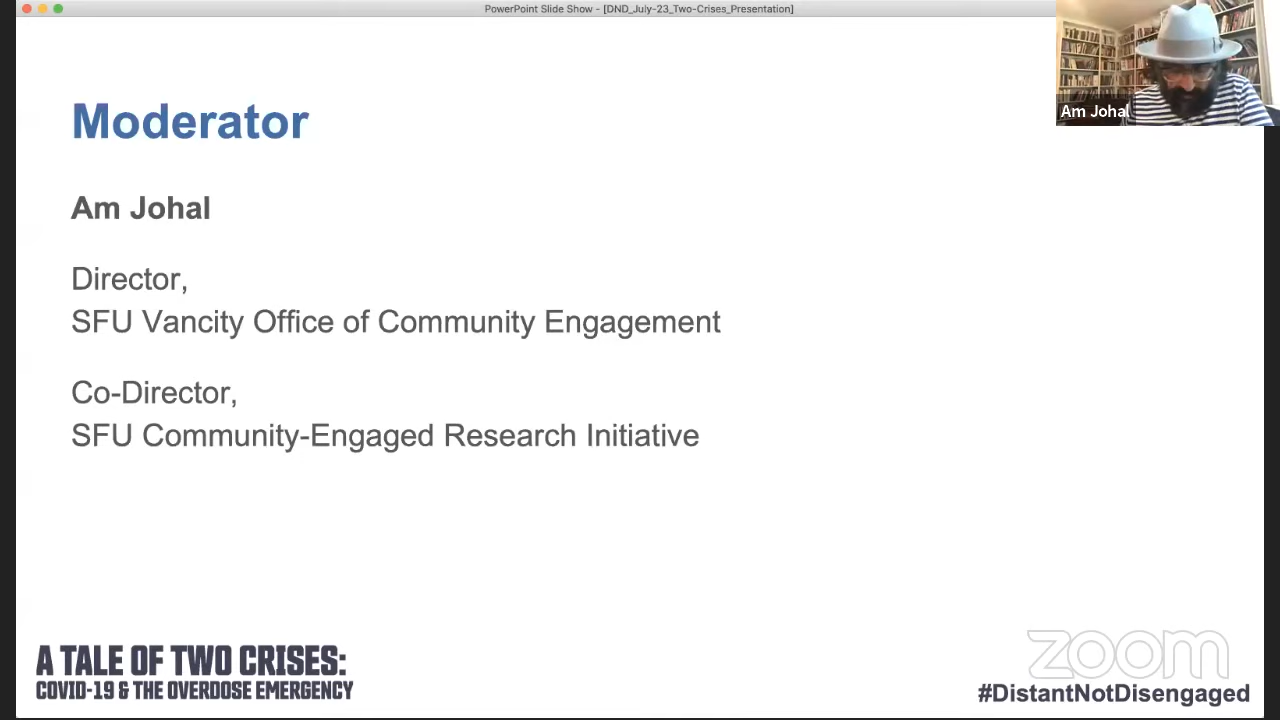 PowerPoint Slide Show - [DND_July-23_Two-Crises_Presentation]
Am Johal
Moderator
Am Johal
Director,
SFU Vancity Office of Community Engagement
Co-Director,
SFU Community-Engaged Research Initiative
A TALE OF TWO CRISES:
COVID-19 & THE OVERDOSE EMERGENCY
zoom
#DistantNotDisengaged